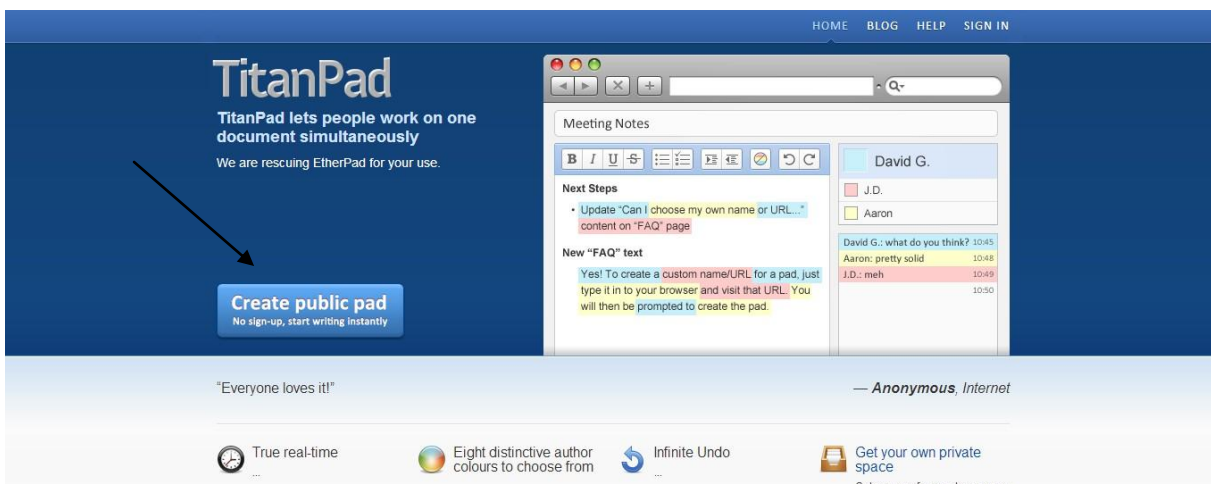 HOME BLOG HELP SIGN IN
TitanPad
TitanPad lets people work on one
document simultaneously
We are rescuing EtherPad for your use.
Create public pad
No sign-up, start writing instantly
Meeting Notes
B I U S
Next Steps
• Update “Can I choose my own name or URL...”
content on “FAQ” page
New “FAQ” text
Yes! To create a custom name/URL for a pad, just
type it in to your browser and visit that URL. You
will then be prompted to create the pad.
David G.
J.D.
Aaron
David G.: what do you think? 10:45
Aaron: pretty solid 10:48
J.D.: meh 10:49
10:50
“Everyone loves it!”
— Anonymous, Internet
True real-time
...
Eight distinctive author
colours to choose from
Infinite Undo
...
Get your own private
space